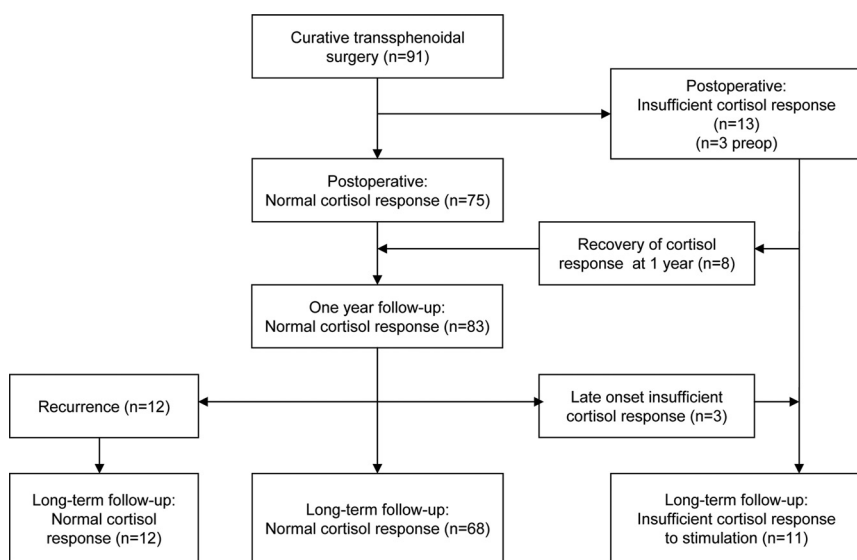 Curative transsphenoidal
surgery (n=91)
Postoperative:
Insufficient cortisol response
(n=13)
(n=3 preop)
Postoperative:
Normal cortisol response (n=75)
Recovery of cortisol
response at 1 year (n=8)
One year follow-up:
Normal cortisol response (n=83)
Recurrence (n=12)
Late onset insufficient
cortisol response (n=3)
Long-term follow-up:
Normal cortisol
response (n=12)
Long-term follow-up:
Normal cortisol response (n=68)
Long-term follow-up:
Insufficient cortisol response
to stimulation (n=11)